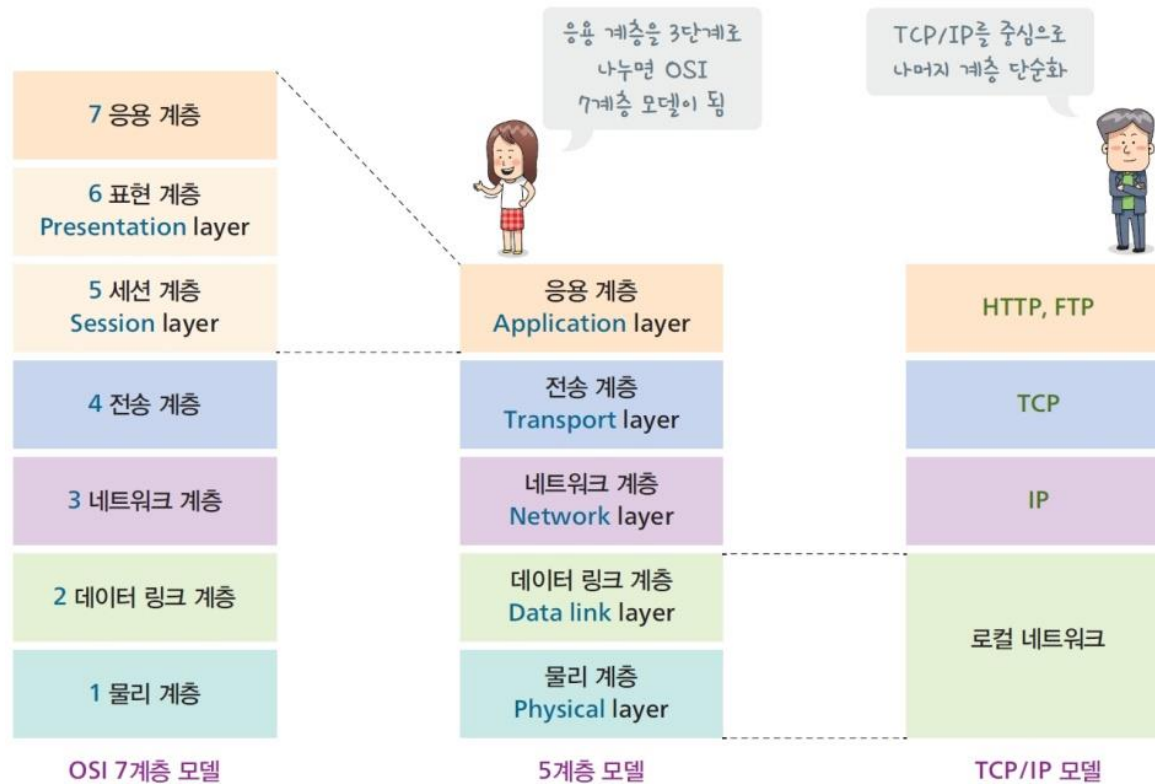 응용 계층을 3단계로
나누면 OSI
7계층 모델이 됨
TCP/IP를 중심으로
나머지 계층 단순화
7 응용 계층
6 표현 계층
Presentation layer
5 세션 계층
Session layer
4 전송 계층
3 네트워크 계층
2 데이터 링크 계층
1 물리 계층
OSI 7계층 모델
응용 계층
Application layer
전송 계층
Transport layer
네트워크 계층
Network layer
데이터 링크 계층
Data link layer
물리 계층
Physical layer
5계층 모델
HTTP, FTP
TCP
IP
로컬 네트워크
TCP/IP 모델